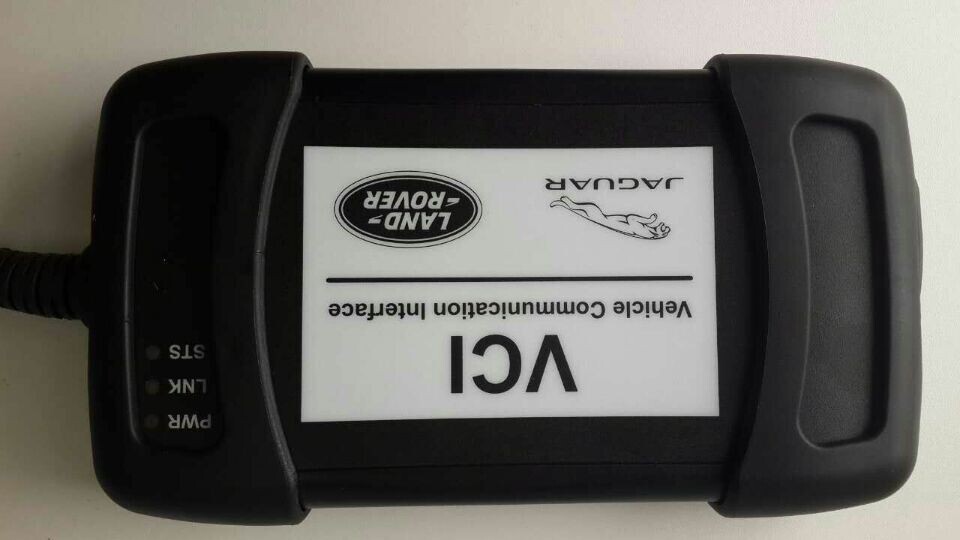 PWR
LNK
STS
VCI
Vehicle Communication Interface
JAGUAR
LAND-
-ROVER